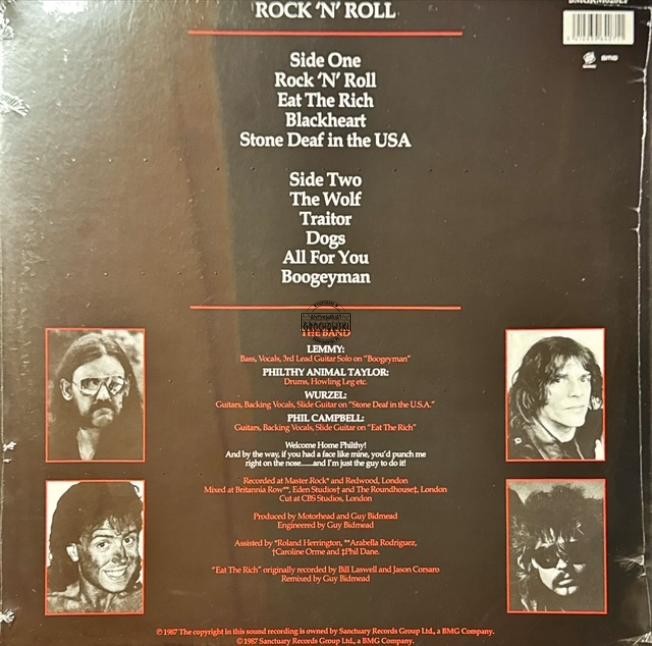 ROCK 'N' ROLL
Side One
Rock 'N' Roll
Eat The Rich
Blackheart
Stone Deaf in the USA
Side Two
The Wolf
Traitor
Dogs
All For You
Boogeyman
THE BAND
LEMMY:
Bass, Vocals, 3rd Lead Guitar Solo on "Boogeyman"
PHILTHY ANIMAL TAYLOR:
Drums, Howling Leg etc.
WURZEL:
Guitars, Backing Vocals, Slide Guitar on "Stone Deaf in the U.S.A."
PHIL CAMPBELL:
Guitars, Backing Vocals, Slide Guitar on "Eat The Rich"
Welcome Home Philthy!
And by the way, if you had a face like mine, you'd punch me
right on the nose......and I'm just the guy to do it!
Recorded at Master Rock* and Redwood, London
Mixed at Britannia Row**, Eden Studios† and The Roundhouse‡, London
Cut at CBS Studios, London
Produced by Motorhead and Guy Bidmead
Engineered by Guy Bidmead
Assisted by *Roland Herrington, **Arabella Rodriguez,
†Caroline Orme and ‡Phil Dane.
"Eat The Rich" originally recorded by Bill Laswell and Jason Corsaro
Remixed by Guy Bidmead
℗ 1987 The copyright in this sound recording is owned by Sanctuary Records Group Ltd., a BMG Company.
© 1987 Sanctuary Records Group Ltd., a BMG Company.